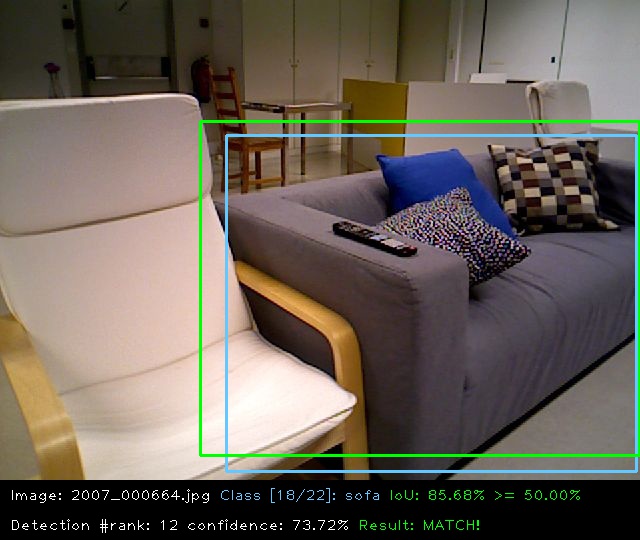 Image: 2007_000664.jpg Class [18/22]: sofa IoU: 85.68% >= 50.00%
Detection #rank: 12 confidence: 73.72% Result: MATCH!